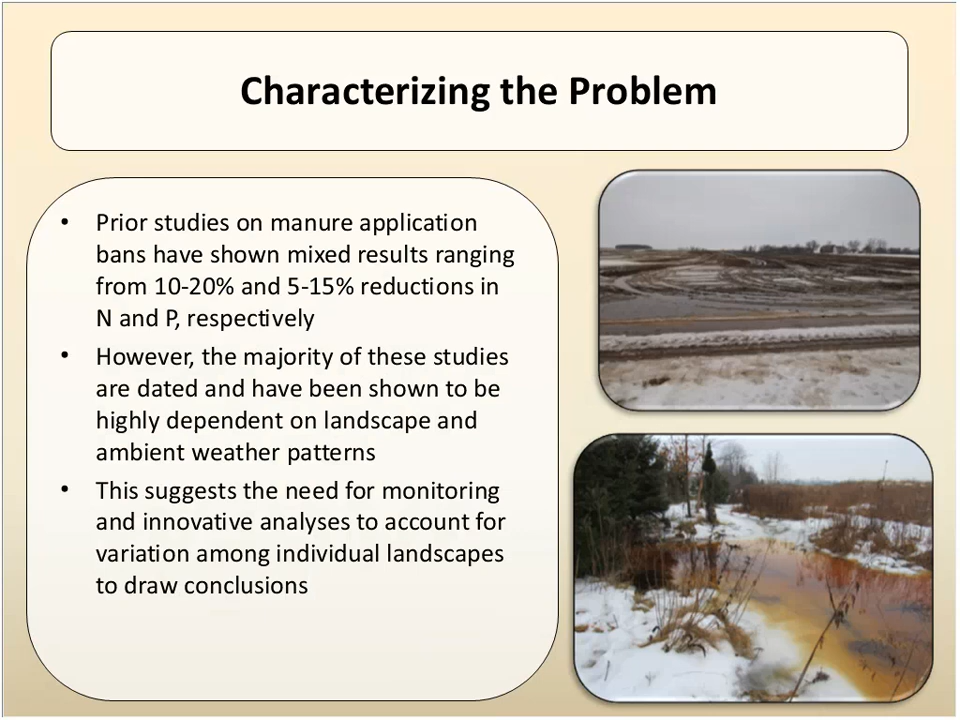 Characterizing the Problem
• Prior studies on manure application
bans have shown mixed results ranging
from 10-20% and 5-15% reductions in
N and P, respectively
• However, the majority of these studies
are dated and have been shown to be
highly dependent on landscape and
ambient weather patterns
• This suggests the need for monitoring
and innovative analyses to account for
variation among individual landscapes
to draw conclusions